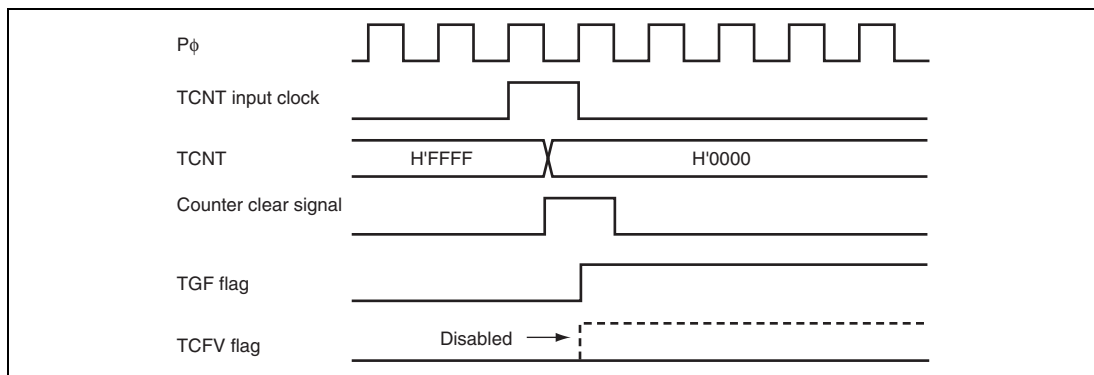 Pφ
TCNT input clock
TCNT
H'FFFF
H'0000
Counter clear signal
TGF flag
Disabled
TCFV flag